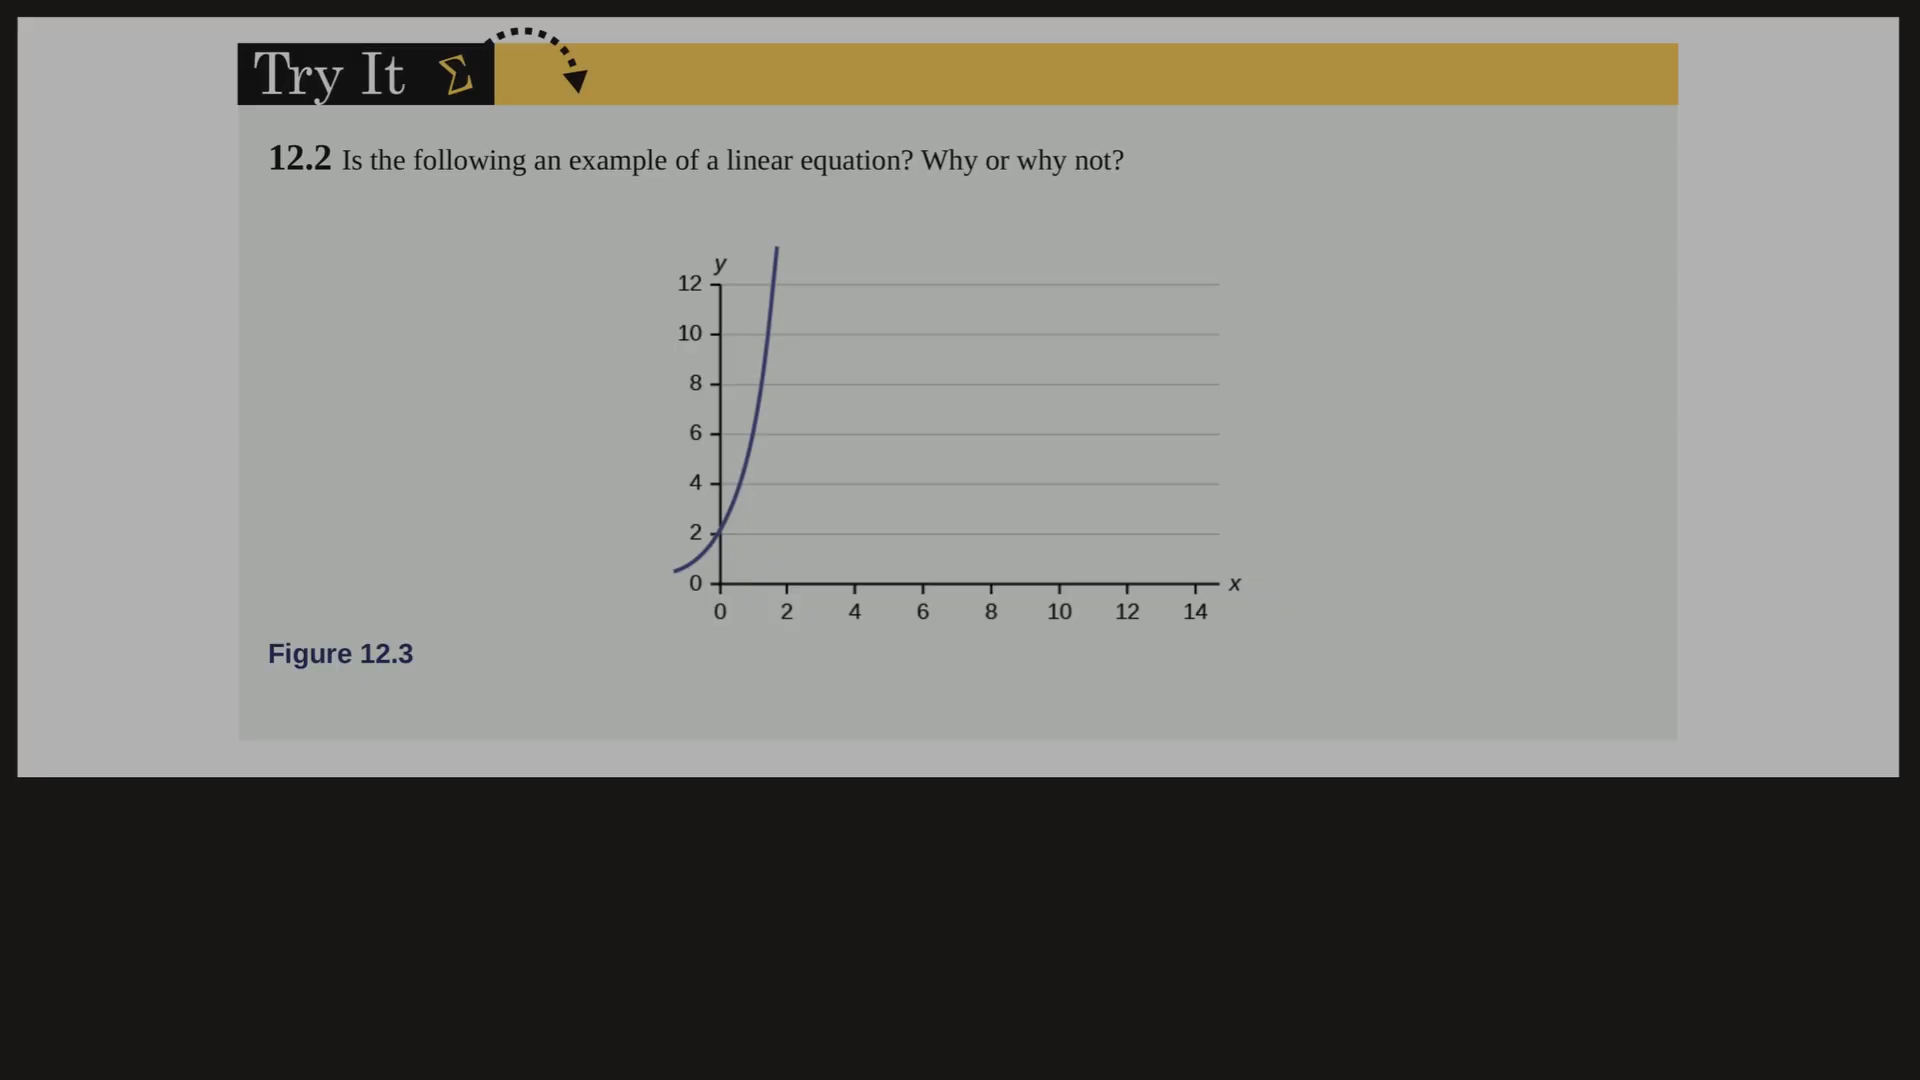 Try It Σ
12.2 Is the following an example of a linear equation? Why or why not?
y
12
10
8
6
4
2
0
0 2 4 6 8 10 12 14 x
Figure 12.3